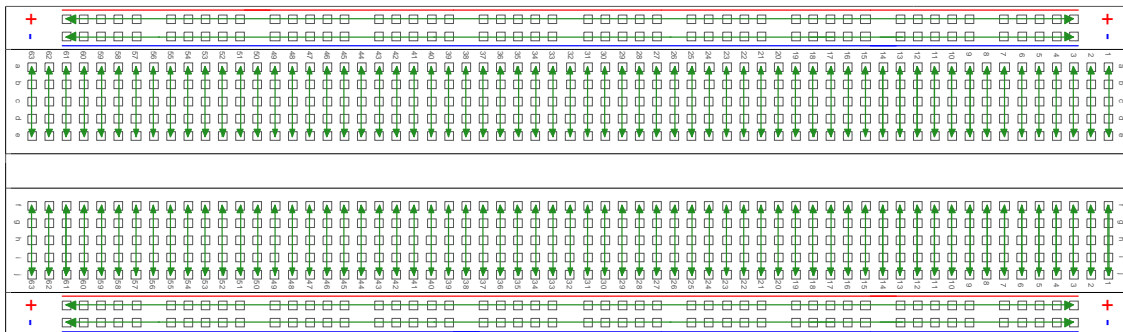 + +
- -
63 62 61 60 59 58 57 56 55 54 53 52 51 50 49 48 47 46 45 44 43 42 41 40 39 38 37 36 35 34 33 32 31 30 29 28 27 26 25 24 23 22 21 20 19 18 17 16 15 14 13 12 11 10 9 8 7 6 5 4 3 2 1
a a
b b
c c
d d
e e
f f
g g
h h
i i
j j
63 62 61 60 59 58 57 56 55 54 53 52 51 50 49 48 47 46 45 44 43 42 41 40 39 38 37 36 35 34 33 32 31 30 29 28 27 26 25 24 23 22 21 20 19 18 17 16 15 14 13 12 11 10 9 8 7 6 5 4 3 2 1
+ +
- -